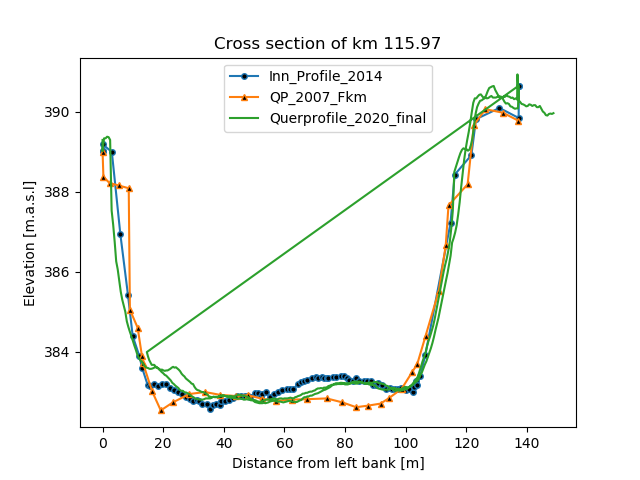 Cross section of km 115.97
Inn_Profile_2014
QP_2007_Fkm
Querprofile_2020_final
390
388
386
384
Elevation [m.a.s.l]
0 20 40 60 80 100 120 140
Distance from left bank [m]